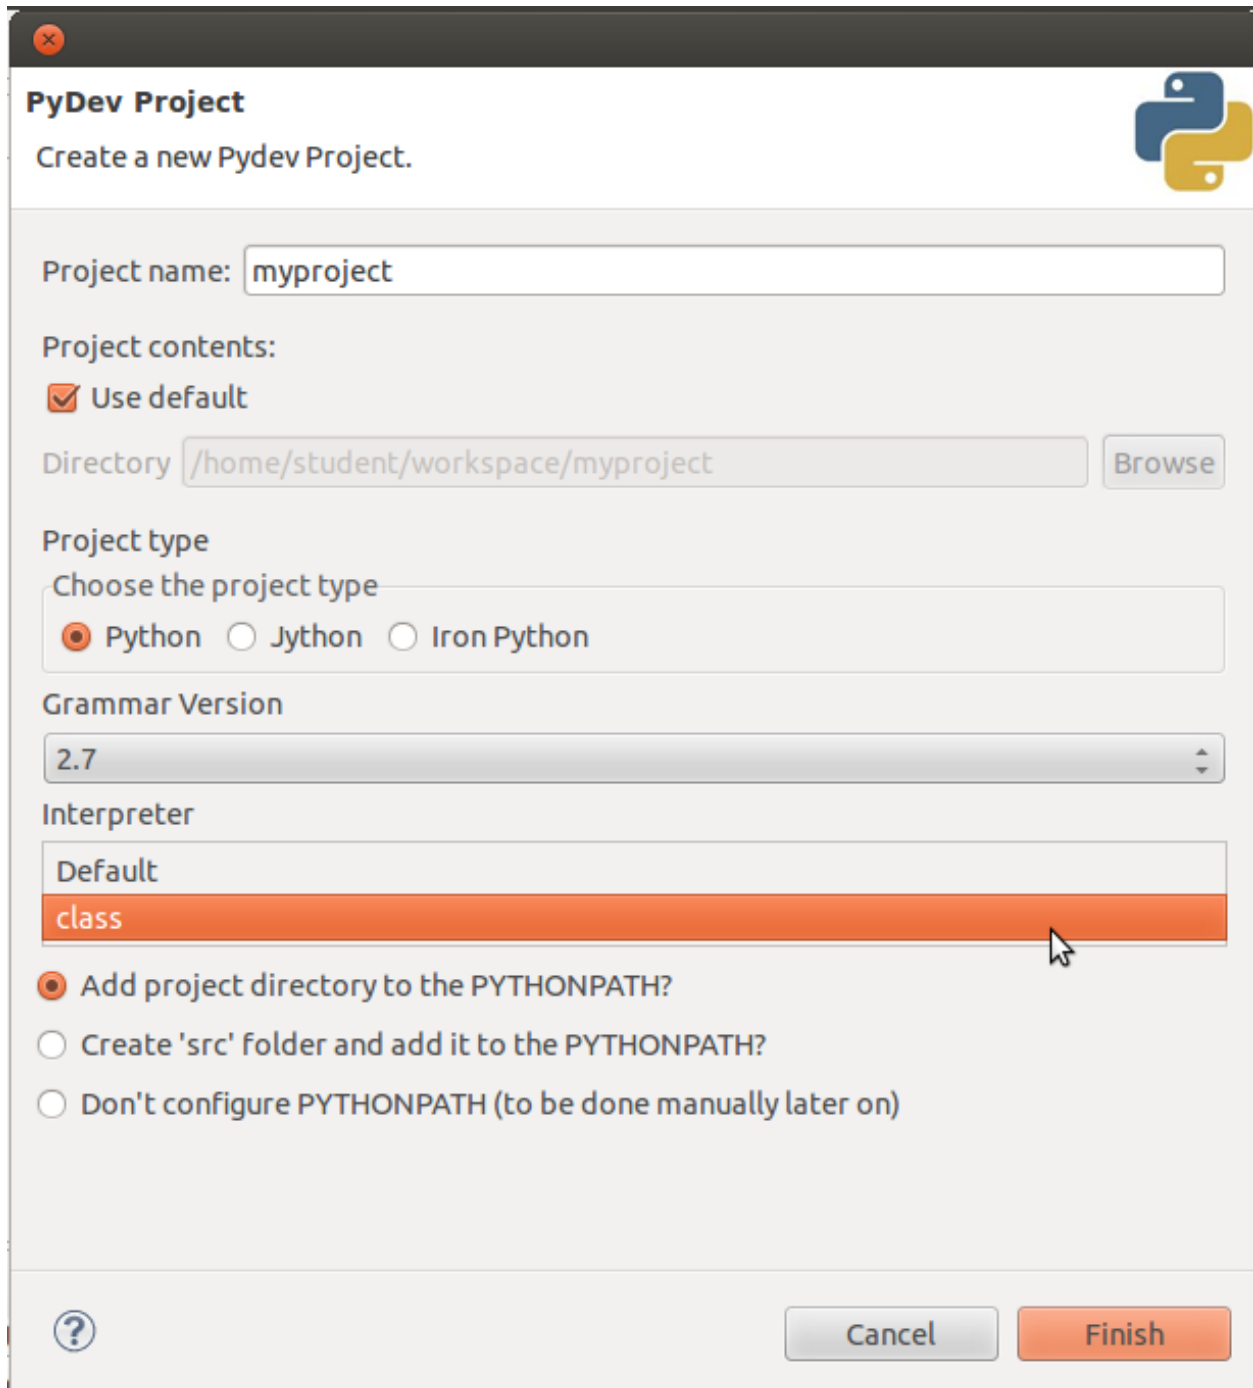 PyDev Project
Create a new Pydev Project.
Project name: myproject
Project contents:
Use default
Directory /home/student/workspace/myproject Browse
Project type
Choose the project type
Python Jython Iron Python
Grammar Version
2.7
Interpreter
Default
class
Add project directory to the PYTHONPATH?
Create 'src' folder and add it to the PYTHONPATH?
Don't configure PYTHONPATH (to be done manually later on)
? Cancel Finish